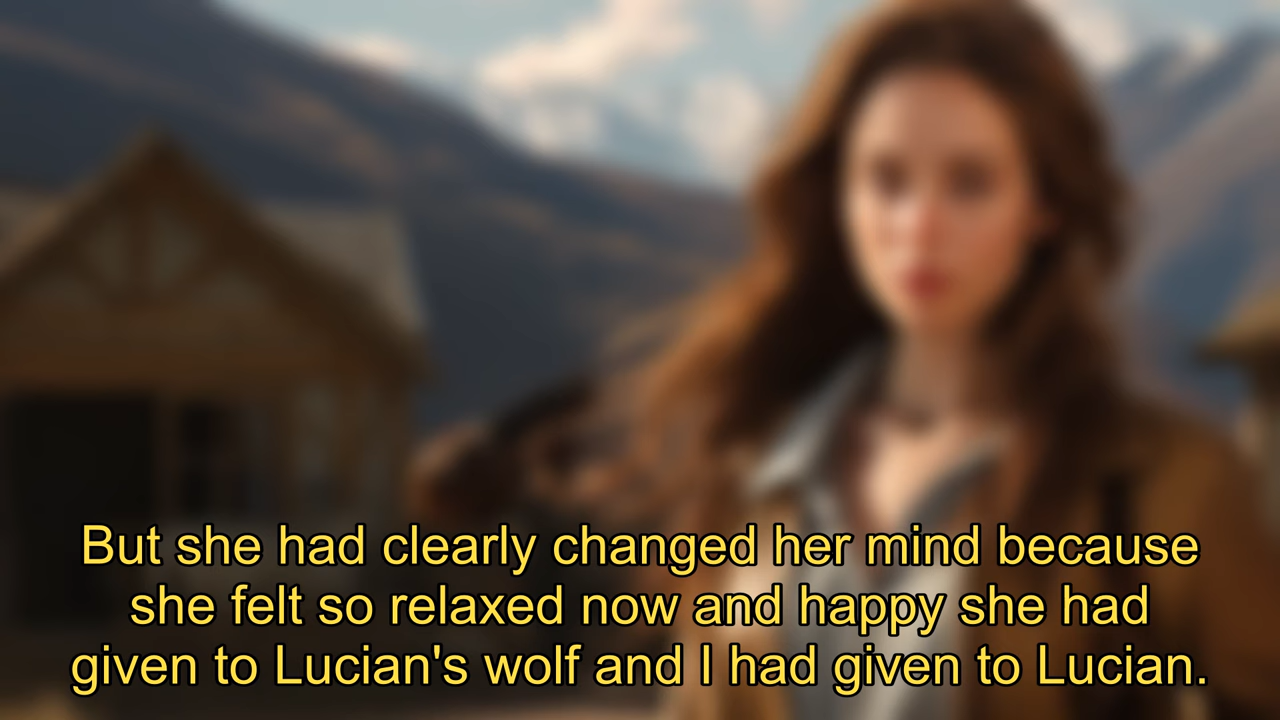 But she had clearly changed her mind because
she felt so relaxed now and happy she had
given to Lucian's wolf and I had given to Lucian.